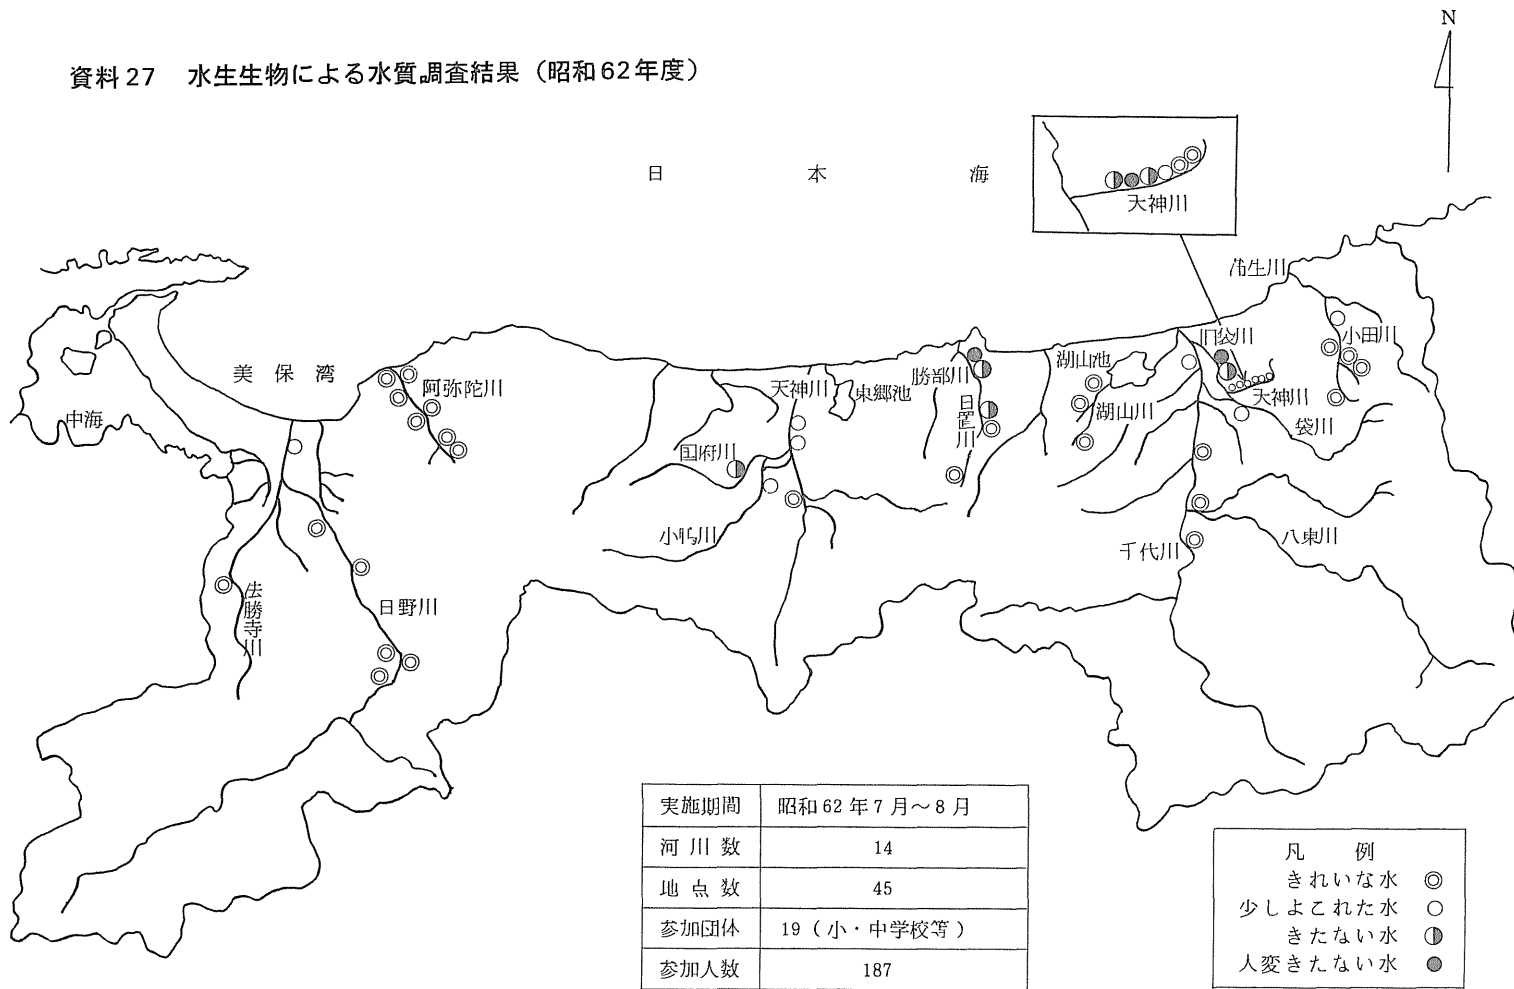 資料27 水生生物による水質調査結果(昭和62年度)
N
日本海
天神川
蒲生川
旧袋川
小田川
湖山池
美保湾
阿弥陀川
天神川
東郷池
勝部川
天神川
中海
湖山川
日置川
袋川
国府川
小鴨川
千代川
八東川
法勝寺川
日野川
実施期間 昭和62年7月~8月
河川数 14
地点数 45
参加団体 19(小・中学校等)
参加人数 187
凡例
きれいな水 ◎
少しよごれた水 ○
きたない水 ◑
大変きたない水 ●